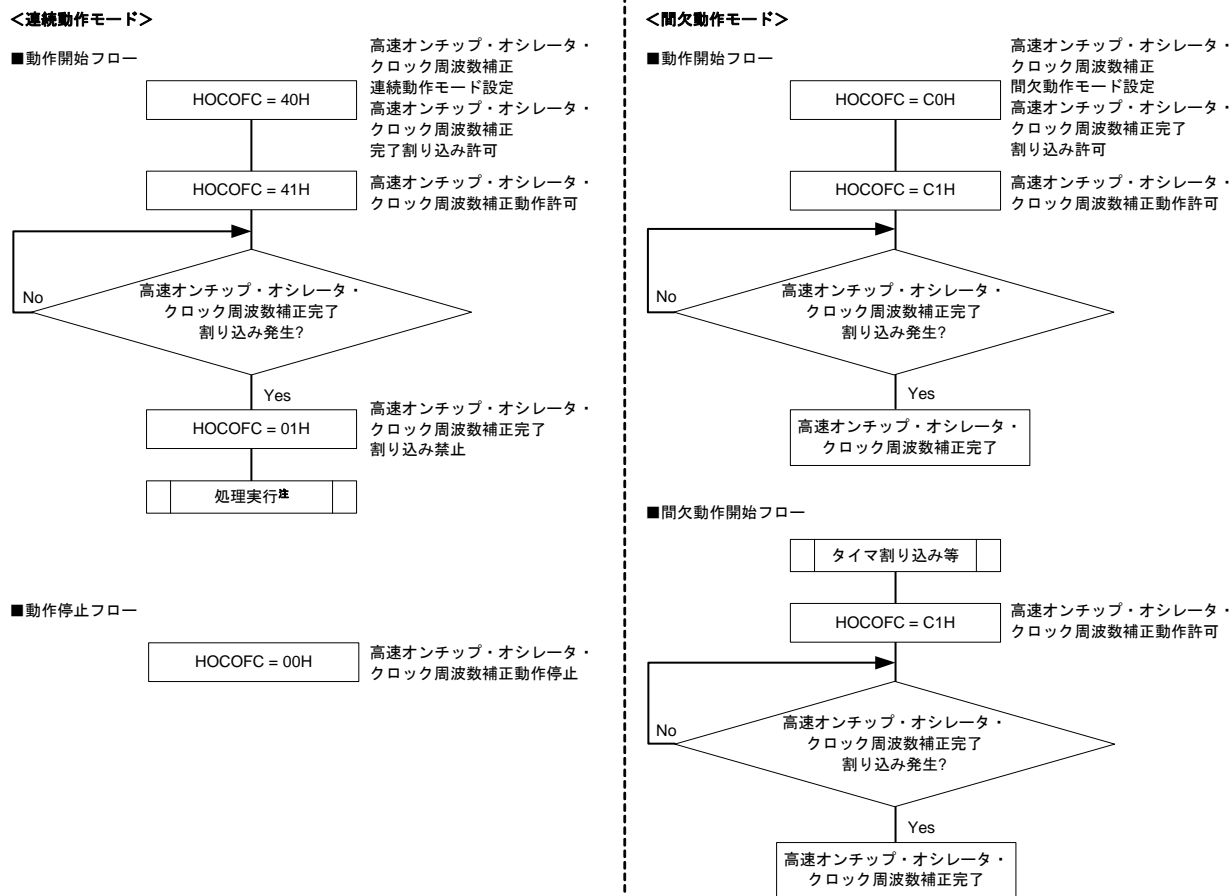 ＜連続動作モード＞
■動作開始フロー
HOCOFC = 40H
高速オンチップ・オシレータ・
クロック周波数補正
連続動作モード設定
高速オンチップ・オシレータ・
クロック周波数補正
完了割り込み許可
HOCOFC = 41H
高速オンチップ・オシレータ・
クロック周波数補正動作許可
No
高速オンチップ・オシレータ・
クロック周波数補正完了
割り込み発生?
Yes
HOCOFC = 01H
高速オンチップ・オシレータ・
クロック周波数補正完了
割り込み禁止
処理実行注
■動作停止フロー
HOCOFC = 00H
高速オンチップ・オシレータ・
クロック周波数補正動作停止
＜間欠動作モード＞
■動作開始フロー
HOCOFC = C0H
高速オンチップ・オシレータ・
クロック周波数補正
間欠動作モード設定
高速オンチップ・オシレータ・
クロック周波数補正完了
割り込み許可
HOCOFC = C1H
高速オンチップ・オシレータ・
クロック周波数補正動作許可
No
高速オンチップ・オシレータ・
クロック周波数補正完了
割り込み発生?
Yes
高速オンチップ・オシレータ・
クロック周波数補正完了
■間欠動作開始フロー
タイマ割り込み等
HOCOFC = C1H
高速オンチップ・オシレータ・
クロック周波数補正動作許可
No
高速オンチップ・オシレータ・
クロック周波数補正完了
割り込み発生?
Yes
高速オンチップ・オシレータ・
クロック周波数補正完了